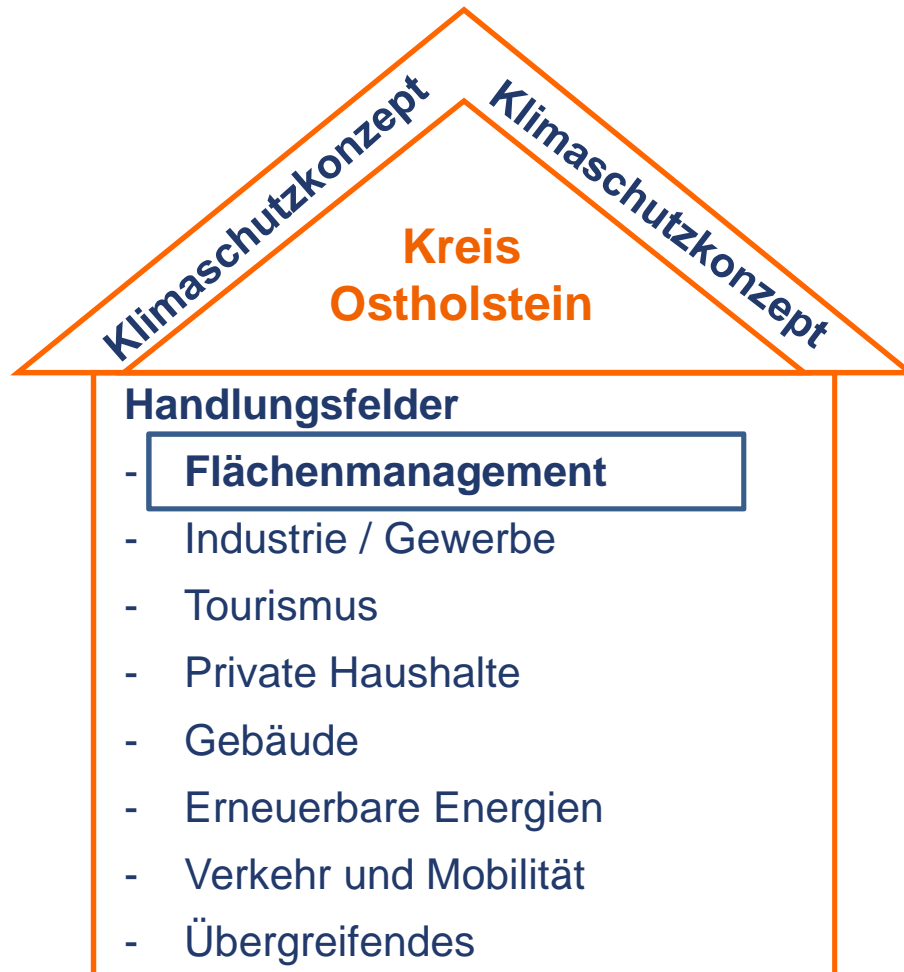 Klimaschutzkonzept
Klimaschutzkonzept
Kreis
Ostholstein
Handlungsfelder
- Flächenmanagement
- Industrie / Gewerbe
- Tourismus
- Private Haushalte
- Gebäude
- Erneuerbare Energien
- Verkehr und Mobilität
- Übergreifendes